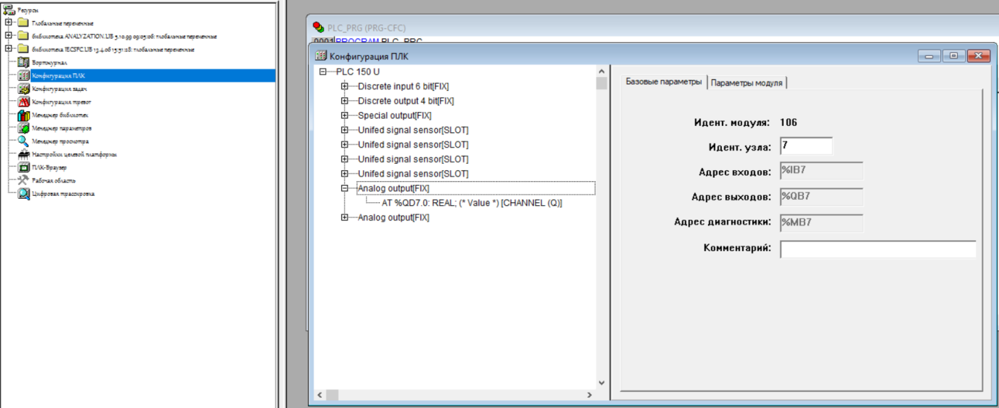 Ресурсы
Глобальные переменные
библиотека ANALYZATION.LIB 5.10.99 09:05:06: глобальные переменные
библиотека IECSFC.LIB 13.4.06 15:51:28: глобальные переменные
Бортжурнал
Конфигурация ПЛК
Конфигурация задач
Конфигурация тревог
Менеджер библиотек
Менеджер параметров
Менеджер просмотра
Настройки целевой платформы
ПЛК-Браузер
Рабочая область
Цифровая трассировка
PLC_PRG (PRG-CFC)
0001 PROGRAM PLC_PRG
Конфигурация ПЛК
PLC 150 U
Discrete input 6 bit[FIX]
Discrete output 4 bit[FIX]
Special output[FIX]
Unifed signal sensor[SLOT]
Unifed signal sensor[SLOT]
Unifed signal sensor[SLOT]
Unifed signal sensor[SLOT]
Analog output[FIX]
AT %QD7.0: REAL; (* Value *) [CHANNEL (Q)]
Analog output[FIX]
Базовые параметры Параметры модуля
Идент. модуля: 106
Идент. узла: 7
Адрес входов: %IB7
Адрес выходов: %QB7
Адрес диагностики: %MB7
Комментарий: